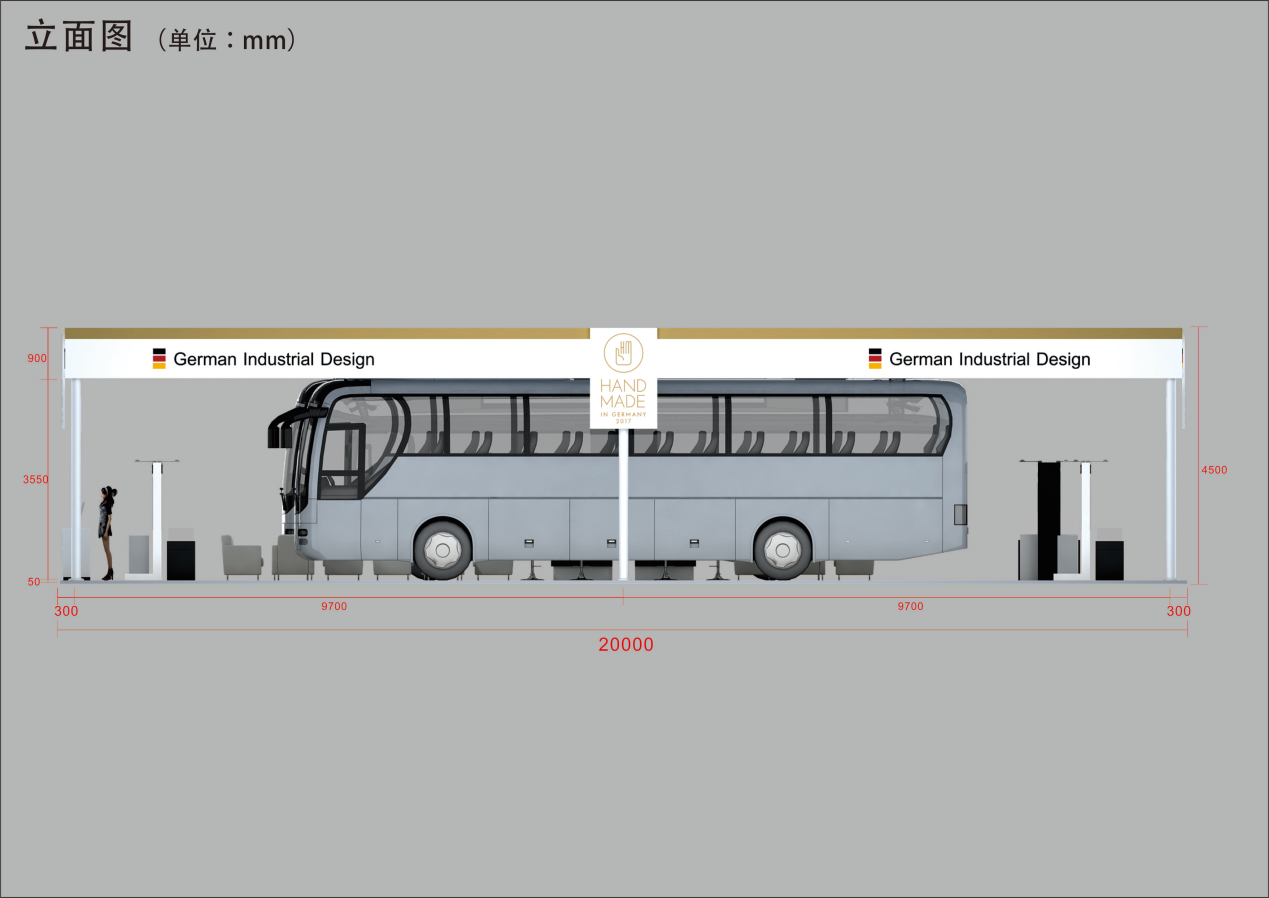 立面图 (单位：mm)
900
German Industrial Design
German Industrial Design
HAND
MADE
IN GERMANY
2017
3550
4500
50
300
9700
9700
300
20000